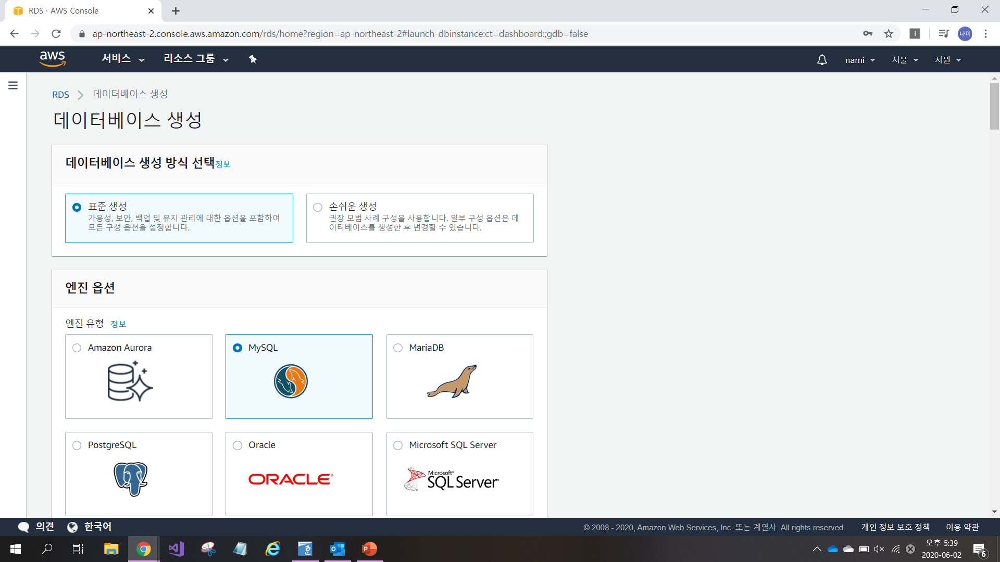 RDS · AWS Console
ap-northeast-2.console.aws.amazon.com/rds/home?region=ap-northeast-2#launch-dbinstance:ct=dashboard:;gdb=false
I
나미
aws
서비스
리소스 그룹
nami
서울
지원
RDS
데이터베이스 생성
데이터베이스 생성
데이터베이스 생성 방식 선택정보
표준 생성
가용성, 보안, 백업 및 유지 관리에 대한 옵션을 포함하여
모든 구성 옵션을 설정합니다.
손쉬운 생성
권장 모범 사례 구성을 사용합니다. 일부 구성 옵션은 데
이터베이스를 생성한 후 변경할 수 있습니다.
엔진 옵션
엔진 유형 정보
Amazon Aurora
MySQL
MariaDB
PostgreSQL
Oracle
ORACLE®
Microsoft SQL Server
Microsoft®
SQL Server®
의견
한국어
© 2008 - 2020, Amazon Web Services, Inc. 또는 계열사. All rights reserved.
개인 정보 보호 정책
이용 약관
오후 5:39
2020-06-02
6